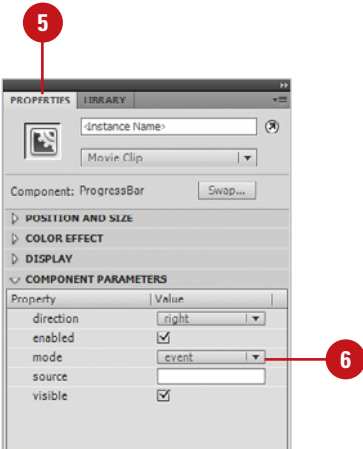 5
PROPERTIES LIBRARY
<Instance Name>
Movie Clip
Component: ProgressBar Swap...
POSITION AND SIZE
COLOR EFFECT
DISPLAY
COMPONENT PARAMETERS
Property Value
direction right
enabled
mode event 6
source
visible